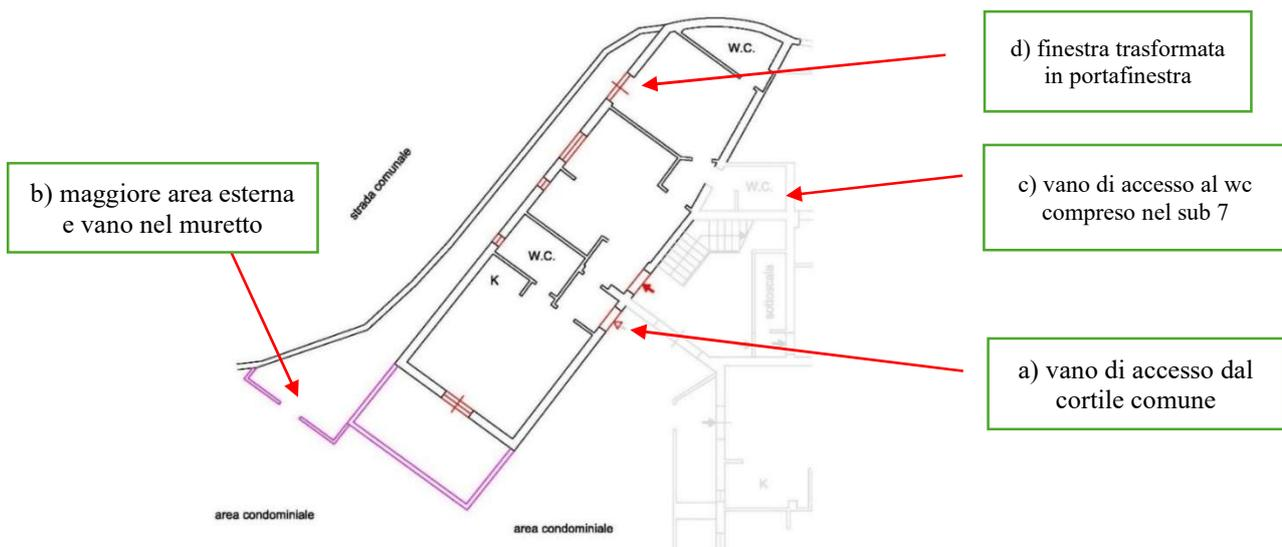 W.C.
d) finestra trasformata
in portafinestra
strada comunale
b) maggiore area esterna
e vano nel muretto
W.C.
c) vano di accesso al wc
compreso nel sub 7
W.C.
K
sottoscala
a) vano di accesso dal
cortile comune
K
area condominiale
area condominiale